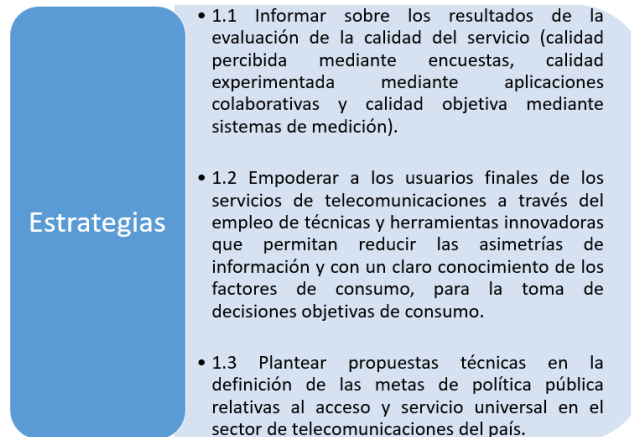 Estrategias
• 1.1 Informar sobre los resultados de la
evaluación de la calidad del servicio (calidad
percibida mediante encuestas, calidad
experimentada mediante aplicaciones
colaborativas y calidad objetiva mediante
sistemas de medición).
• 1.2 Empoderar a los usuarios finales de los
servicios de telecomunicaciones a través del
empleo de técnicas y herramientas innovadoras
que permitan reducir las asimetrías de
información y con un claro conocimiento de los
factores de consumo, para la toma de
decisiones objetivas de consumo.
• 1.3 Plantear propuestas técnicas en la
definición de las metas de política pública
relativas al acceso y servicio universal en el
sector de telecomunicaciones del país.